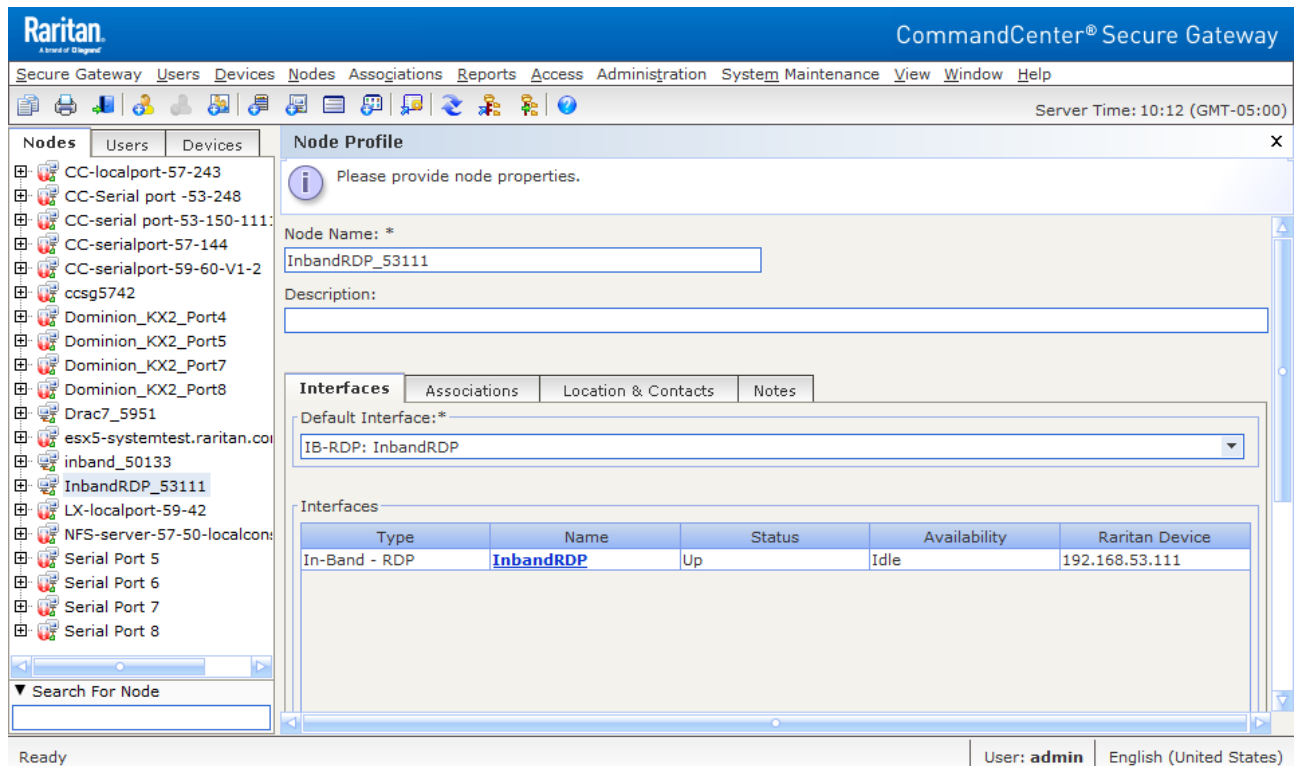 Raritan.
A brand of legrand
CommandCenter® Secure Gateway
Secure Gateway Users Devices Nodes Associations Reports Access Administration System Maintenance View Window Help
Server Time: 10:12 (GMT-05:00)
Nodes Users Devices
Node Profile X
CC-localport-57-243
Please provide node properties.
CC-Serial port -53-248
CC-serial port-53-150-111
CC-serialport-57-144
Node Name: *
CC-serialport-59-60-V1-2
InbandRDP_53111
ccsg5742
Description:
Dominion_KX2_Port4
Dominion_KX2_Port5
Dominion_KX2_Port7
Dominion_KX2_Port8
Interfaces Associations Location & Contacts Notes
Drac7_5951
Default Interface:*
esx5-systemtest.raritan.co
IB-RDP: InbandRDP
inband_50133
InbandRDP_53111
LX-localport-59-42
Interfaces
NFS-server-57-50-localcon
Type Name Status Availability Raritan Device
Serial Port 5
In-Band - RDP InbandRDP Up Idle 192.168.53.111
Serial Port 6
Serial Port 7
Serial Port 8
Search For Node
Ready
User: admin English (United States)